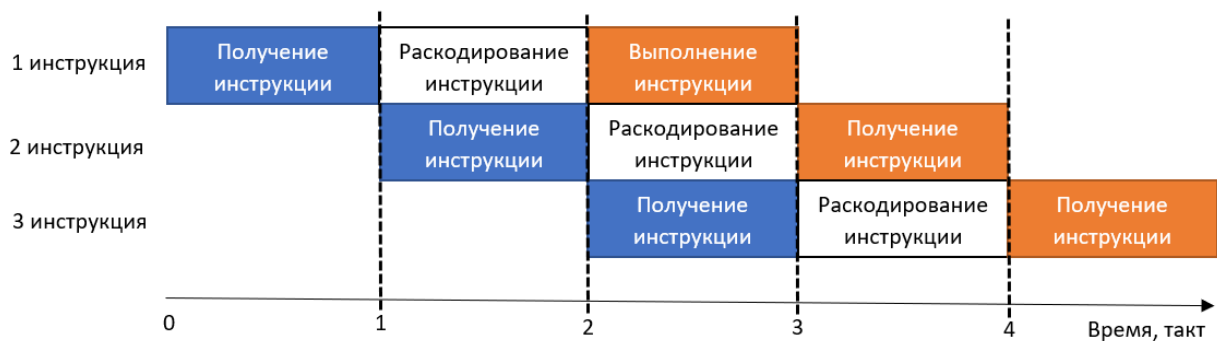 1 инструкция
Получение
инструкции
Раскодирование
инструкции
Выполнение
инструкции
2 инструкция
Получение
инструкции
Раскодирование
инструкции
Получение
инструкции
3 инструкция
Получение
инструкции
Раскодирование
инструкции
Получение
инструкции
0
1
2
3
4
Время, такт